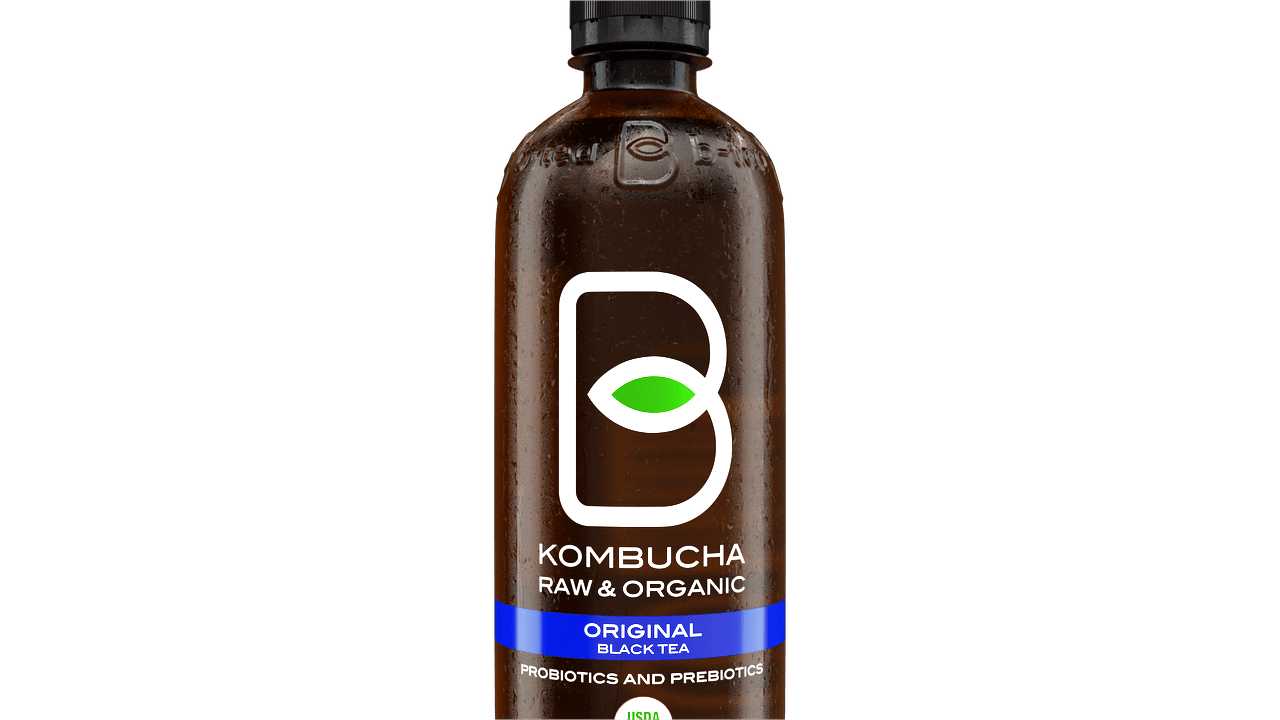 B
B
KOMBUCHA
RAW & ORGANIC
ORIGINAL
BLACK TEA
PROBIOTICS AND PREBIOTICS
USDA